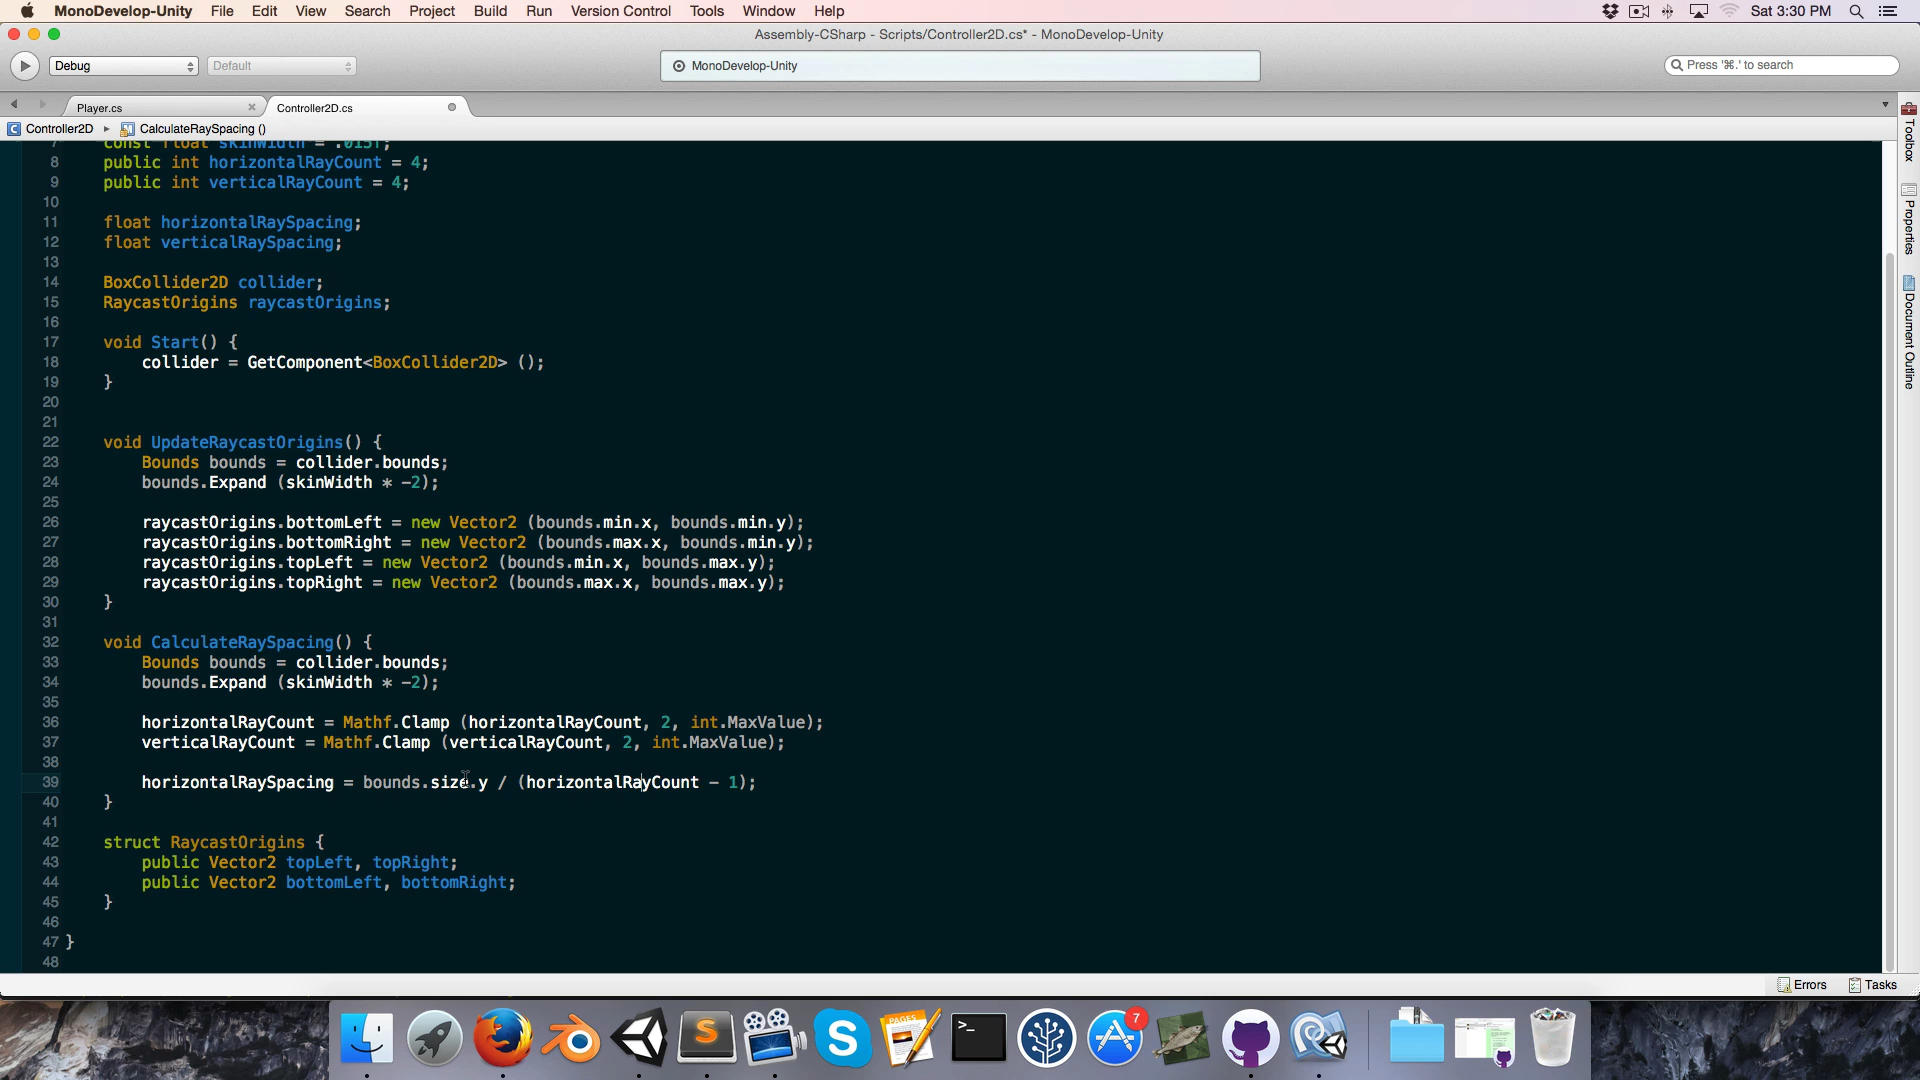 MonoDevelop-Unity File Edit View Search Project Build Run Version Control Tools Window Help Sat 3:30 PM
Assembly-CSharp - Scripts/Controller2D.cs* - MonoDevelop-Unity
Debug Default MonoDevelop-Unity Press '⌘.' to search
Player.cs Controller2D.cs
Controller2D CalculateRaySpacing ()
7 const float skinWidth = .015f;
8 public int horizontalRayCount = 4;
9 public int verticalRayCount = 4;
10
11 float horizontalRaySpacing;
12 float verticalRaySpacing;
13
14 BoxCollider2D collider;
15 RaycastOrigins raycastOrigins;
16
17 void Start() {
18 collider = GetComponent<BoxCollider2D> ();
19 }
20
21
22 void UpdateRaycastOrigins() {
23 Bounds bounds = collider.bounds;
24 bounds.Expand (skinWidth * -2);
25
26 raycastOrigins.bottomLeft = new Vector2 (bounds.min.x, bounds.min.y);
27 raycastOrigins.bottomRight = new Vector2 (bounds.max.x, bounds.min.y);
28 raycastOrigins.topLeft = new Vector2 (bounds.min.x, bounds.max.y);
29 raycastOrigins.topRight = new Vector2 (bounds.max.x, bounds.max.y);
30 }
31
32 void CalculateRaySpacing() {
33 Bounds bounds = collider.bounds;
34 bounds.Expand (skinWidth * -2);
35
36 horizontalRayCount = Mathf.Clamp (horizontalRayCount, 2, int.MaxValue);
37 verticalRayCount = Mathf.Clamp (verticalRayCount, 2, int.MaxValue);
38
39 horizontalRaySpacing = bounds.size.y / (horizontalRayCount - 1);
40 }
41
42 struct RaycastOrigins {
43 public Vector2 topLeft, topRight;
44 public Vector2 bottomLeft, bottomRight;
45 }
46
47 }
48
Toolbox
Properties
Document Outline
Errors Tasks
S
S
PAGES
>_
7